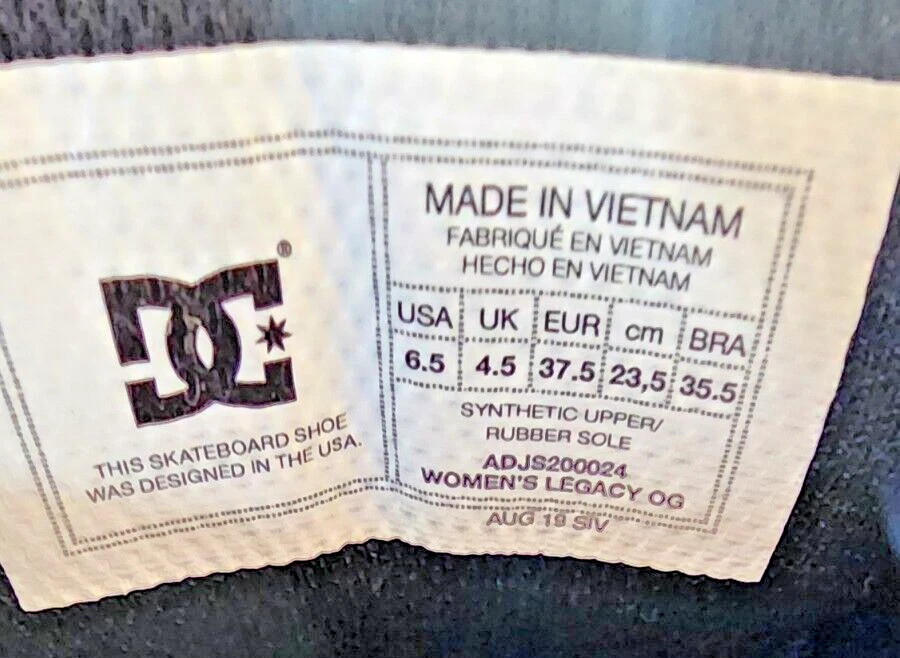 DC
®
THIS SKATEBOARD SHOE
WAS DESIGNED IN THE USA.
MADE IN VIETNAM
FABRIQUÉ EN VIETNAM
HECHO EN VIETNAM
USA UK EUR cm BRA
6.5 4.5 37.5 23,5 35.5
SYNTHETIC UPPER/
RUBBER SOLE
ADJS200024
WOMEN'S LEGACY OG
AUG 19 SIV